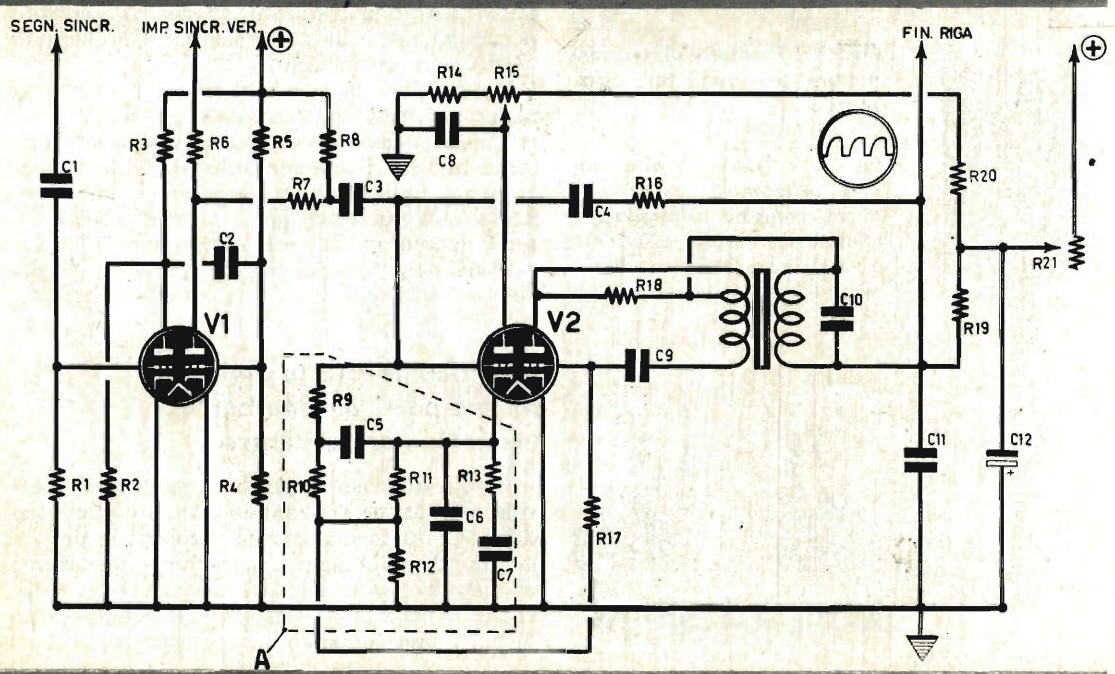 SEGN. SINCR. IMP. SINCR. VER. + FIN. RIGA +
R14 R15
R3 R6 R5 R8 C8
C1 R7 C3 C4 R16 R20
C2 R21
R18 C10
V1 V2 R19
C9
R9
C5 C11 C12
R1 R2 R4 R10 R11 R13 +
C6 R17
R12 C7
A